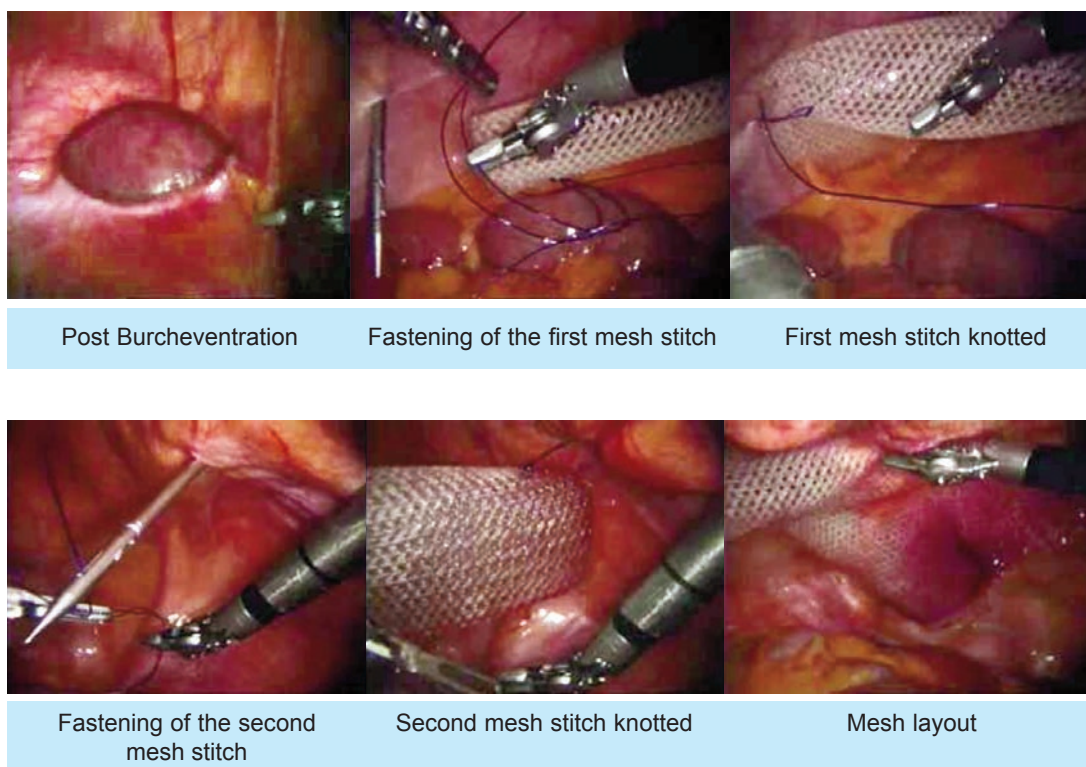 Post Burcheventration
Fastening of the first mesh stitch
First mesh stitch knotted
Fastening of the second
mesh stitch
Second mesh stitch knotted
Mesh layout